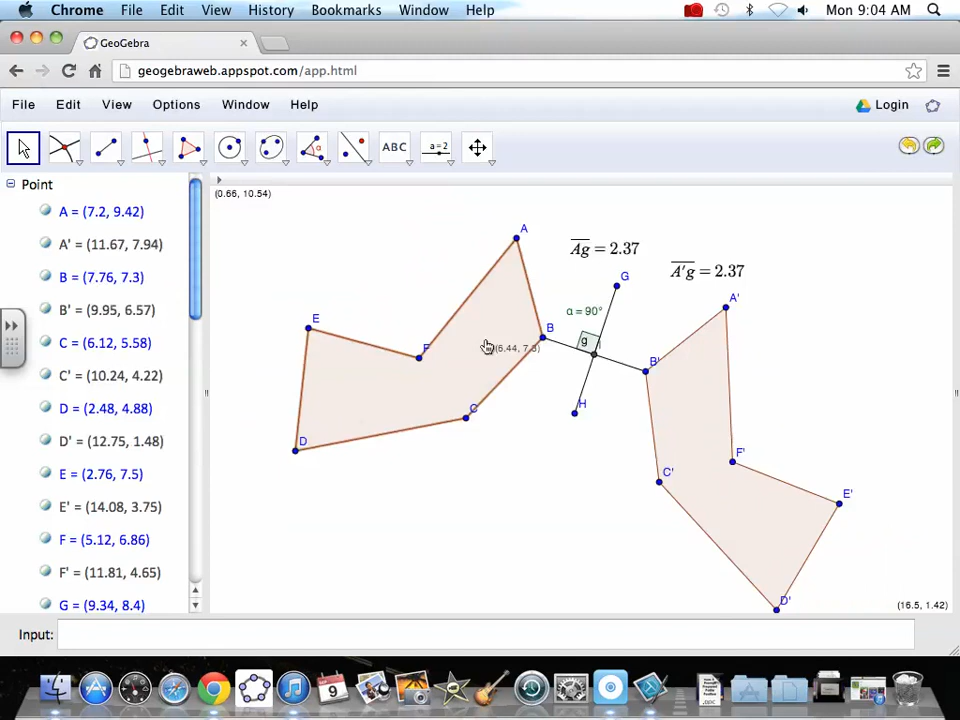 Chrome File Edit View History Bookmarks Window Help Mon 9:04 AM
GeoGebra
geogebraweb.appspot.com/app.html
File Edit View Options Window Help Login
ABC a=2
Point
A = (7.2, 9.42)
A' = (11.67, 7.94)
B = (7.76, 7.3)
B' = (9.95, 6.57)
C = (6.12, 5.58)
C' = (10.24, 4.22)
D = (2.48, 4.88)
D' = (12.75, 1.48)
E = (2.76, 7.5)
E' = (14.08, 3.75)
F = (5.12, 6.86)
F' = (11.81, 4.65)
G = (9.34, 8.4)
(0.66, 10.54)
A
Ag = 2.37
A'g = 2.37
G
A'
E
α = 90°
B
g
F
(6.44, 7.3)
B'
H
C
D
F'
C'
E'
D'
(16.5, 1.42)
Input: